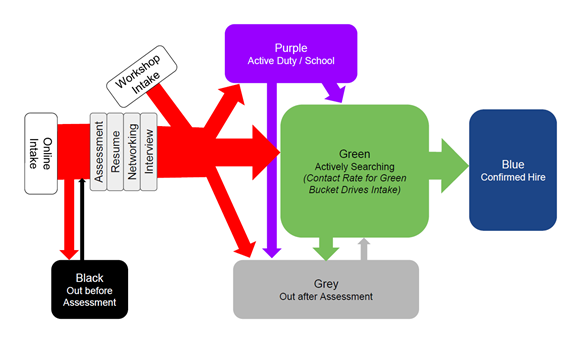 Workshop
Intake
Purple
Active Duty / School
Online
Intake
Assessment
Resume
Networking
Interview
Green
Actively Searching
(Contact Rate for Green
Bucket Drives Intake)
Blue
Confirmed Hire
Black
Out before
Assessment
Grey
Out after Assessment